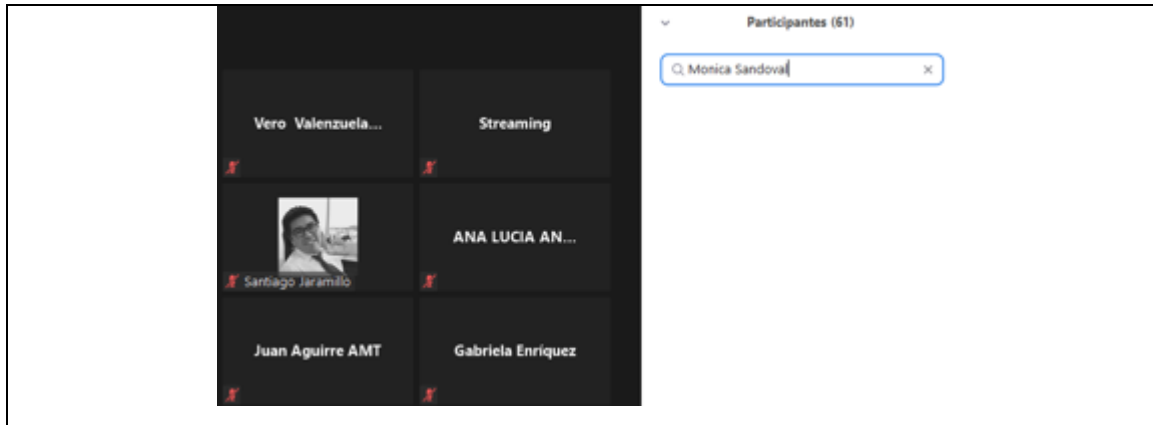 Participantes (61)
Monica Sandoval
Vero Valenzuela...
Streaming
Santiago Jaramillo
ANA LUCIA AN...
Juan Aguirre AMT
Gabriela Enríquez